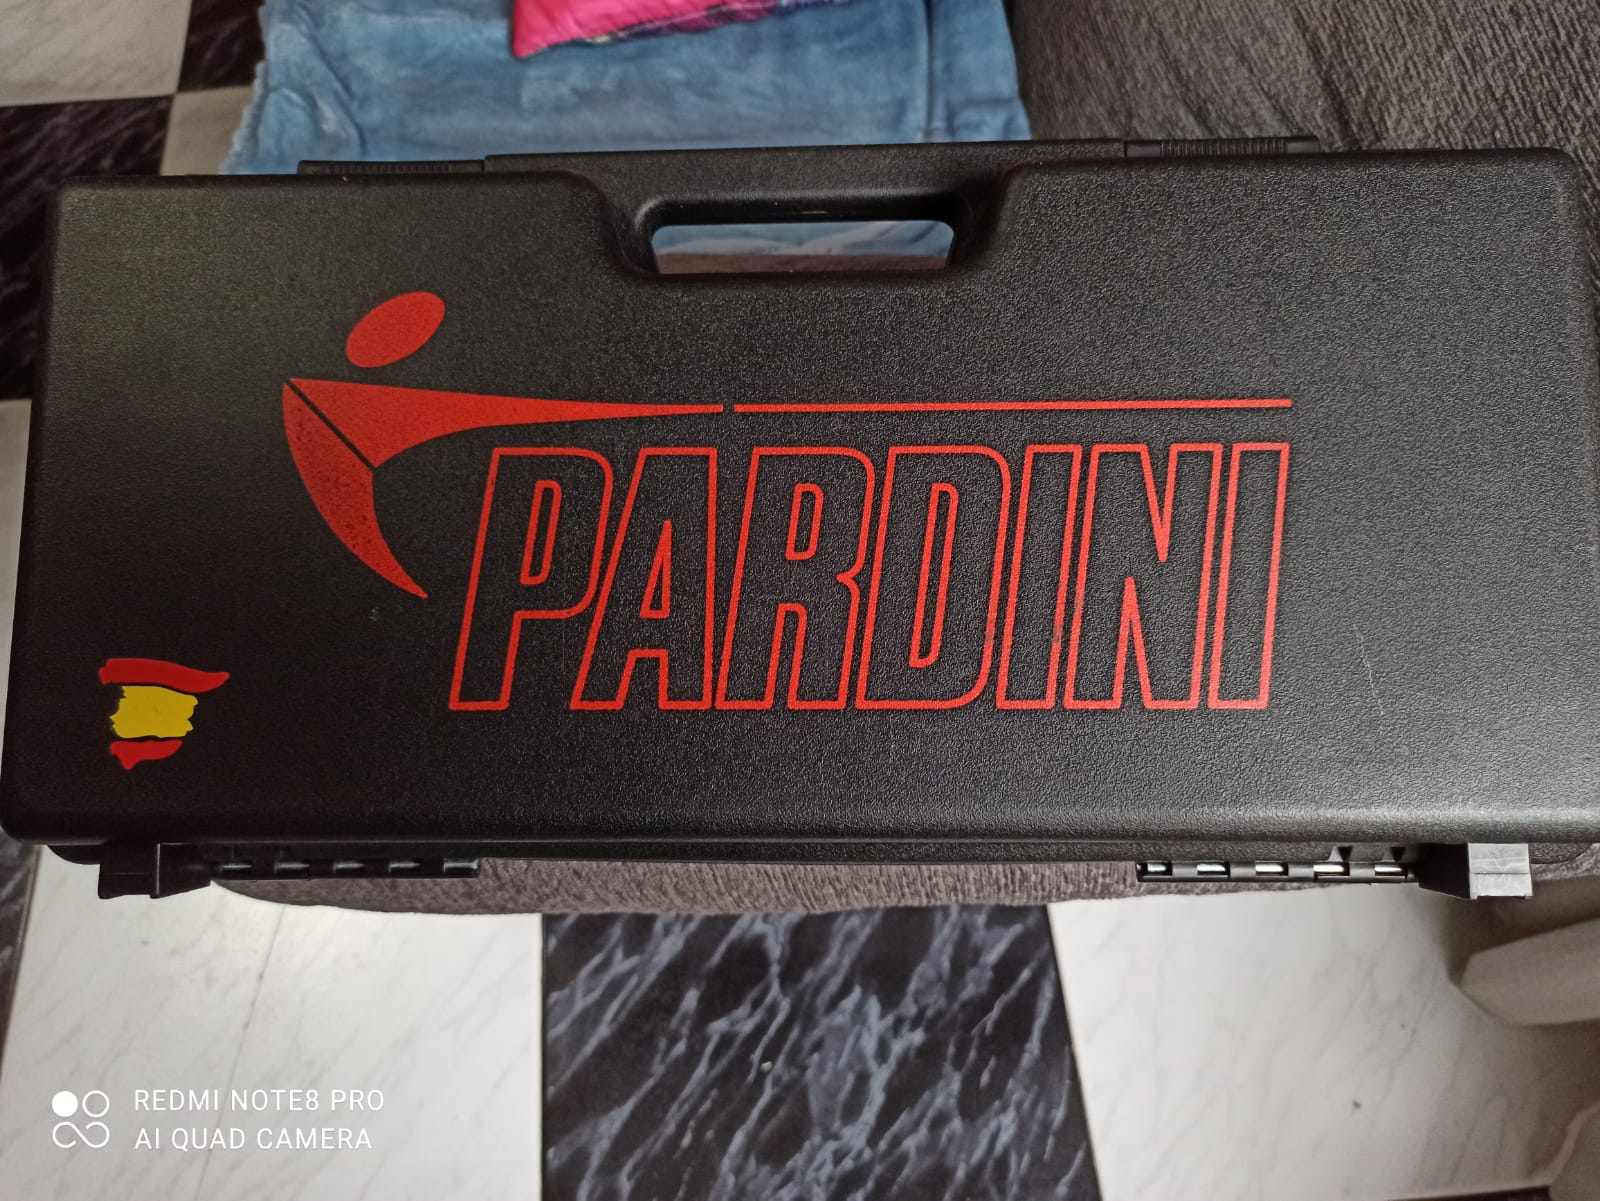 PARDINI
REDMI NOTE8 PRO
AI QUAD CAMERA